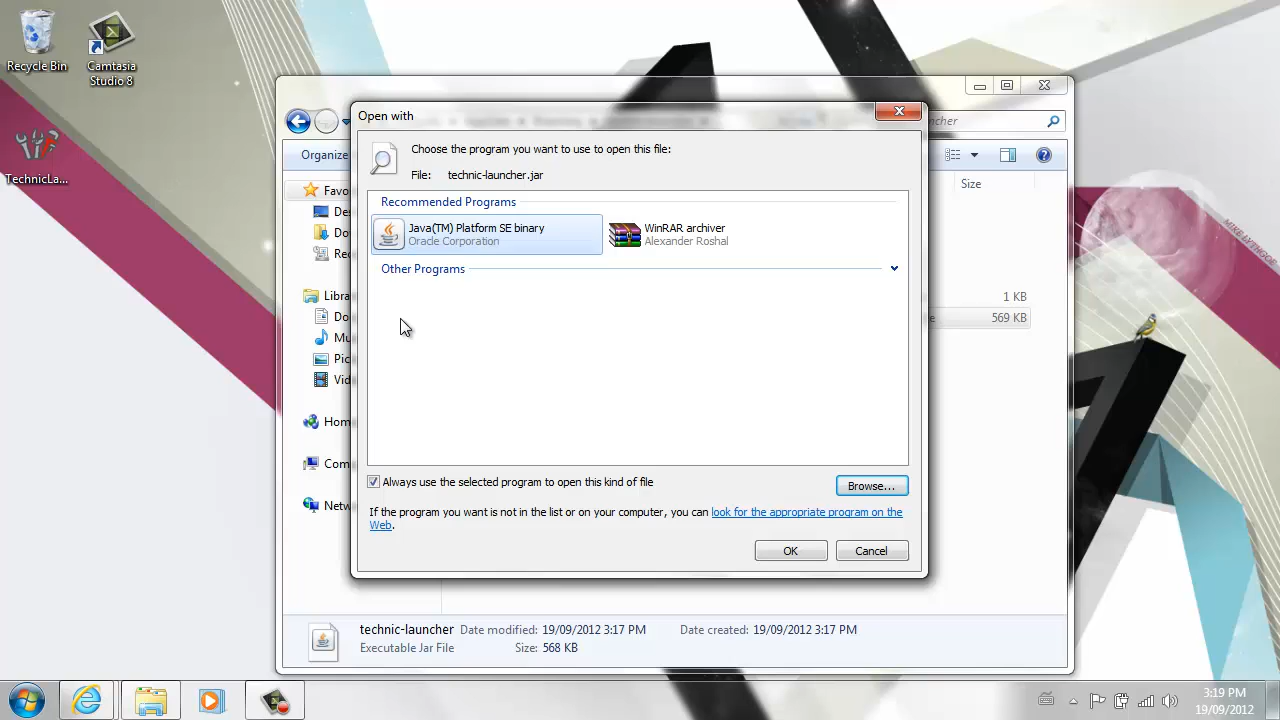 Recycle Bin
Camtasia
Studio 8
TechnicLa...
Open with
Choose the program you want to use to open this file:
File: technic-launcher.jar
Recommended Programs
Java(TM) Platform SE binary
Oracle Corporation
WinRAR archiver
Alexander Roshal
Other Programs
Always use the selected program to open this kind of file
Browse...
If the program you want is not in the list or on your computer, you can look for the appropriate program on the
Web.
OK
Cancel
Organize
Favo
De
Do
Rec
Libra
Do
Mu
Pic
Vid
Hom
Com
Netw
uncher
Size
1 KB
e 569 KB
technic-launcher Date modified: 19/09/2012 3:17 PM Date created: 19/09/2012 3:17 PM
Executable Jar File Size: 568 KB
3:19 PM
19/09/2012